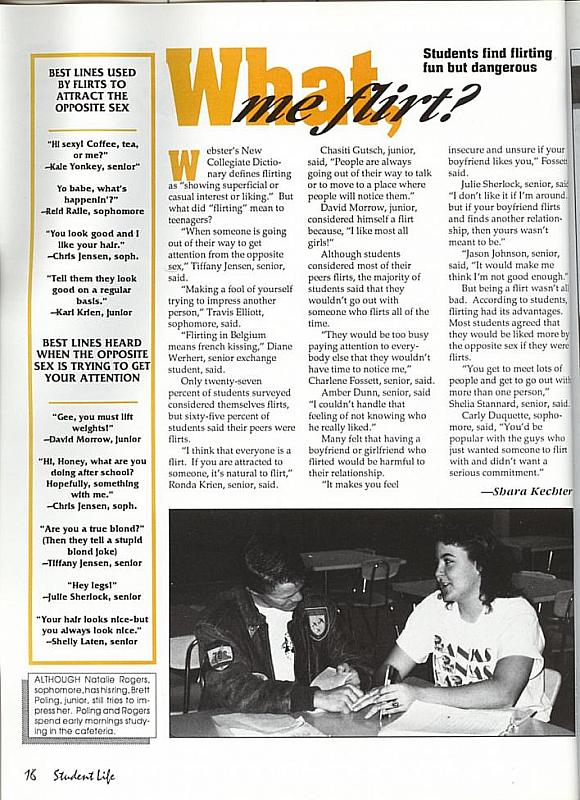 BEST LINES USED
BY FLIRTS TO
ATTRACT THE
OPPOSITE SEX
"Hi sexy! Coffee, tea,
or me?"
—Kale Yonkey, senior"
Yo babe, what's
happenin'?"
—Reid Raile, sophomore
"You look good and I
like your hair."
—Chris Jensen, soph.
"Tell them they look
good on a regular
basis."
—Karl Krien, junior
BEST LINES HEARD
WHEN THE OPPOSITE
SEX IS TRYING TO GET
YOUR ATTENTION
"Gee, you must lift
weights!"
—David Morrow, junior
"Hi, Honey, what are you
doing after school?
Hopefully, something
with me."
—Chris Jensen, soph.
"Are you a true blond?"
(Then they tell a stupid
blond joke)
—Tiffany Jensen, senior
"Hey legs!"
—Julie Sherlock, senior
"Your hair looks nice-but
you always look nice."
—Shelly Laten, senior
ALTHOUGH Natalie Rogers,
sophomore, has his ring, Brett
Poling, junior, still tries to im-
press her. Poling and Rogers
spend early mornings study-
ing in the cafeteria.
What,
me flirt?
Students find flirting
fun but dangerous
Webster's New
Collegiate Dictio-
nary defines flirting
as "showing superficial or
casual interest or liking." But
what did "flirting" mean to
teenagers?
"When someone is going
out of their way to get
attention from the opposite
sex," Tiffany Jensen, senior,
said.
"Making a fool of yourself
trying to impress another
person," Travis Elliott,
sophomore, said.
"Flirting in Belgium
means french kissing," Diane
Werhert, senior exchange
student, said.
Only twenty-seven
percent of students surveyed
considered themselves flirts,
but sixty-five percent of
students said their peers were
flirts.
"I think that everyone is a
flirt. If you are attracted to
someone, it's natural to flirt,"
Ronda Krien, senior, said.
Chasiti Gutsch, junior,
said, "People are always
going out of their way to talk
or to move to a place where
people will notice them."
David Morrow, junior,
considered himself a flirt
because, "I like most all
girls!"
Although students
considered most of their
peers flirts, the majority of
students said that they
wouldn't go out with
someone who flirts all of the
time.
"They would be too busy
paying attention to every-
body else that they wouldn't
have time to notice me,"
Charlene Fossett, senior, said.
Amber Dunn, senior, said
"I couldn't handle that
feeling of not knowing who
he really liked."
Many felt that having a
boyfriend or girlfriend who
flirted would be harmful to
their relationship.
"It makes you feel
insecure and unsure if your
boyfriend likes you," Fosset
said.
Julie Sherlock, senior, said
"I don't like it if I'm around,
but if your boyfriend flirts
and finds another relation-
ship, then yours wasn't
meant to be."
"Jason Johnson, senior,
said, "It would make me
think I'm not good enough."
But being a flirt wasn't all
bad. According to students,
flirting had its advantages.
Most students agreed that
they would be liked more by
the opposite sex if they were
flirts.
"You get to meet lots of
people and get to go out with
more than one person,"
Shelia Stannard, senior, said.
Carly Duquette, sopho-
more, said, "You'd be
popular with the guys who
just wanted someone to flirt
with and didn't want a
serious commitment."
—Shara Kechter
16 Student Life